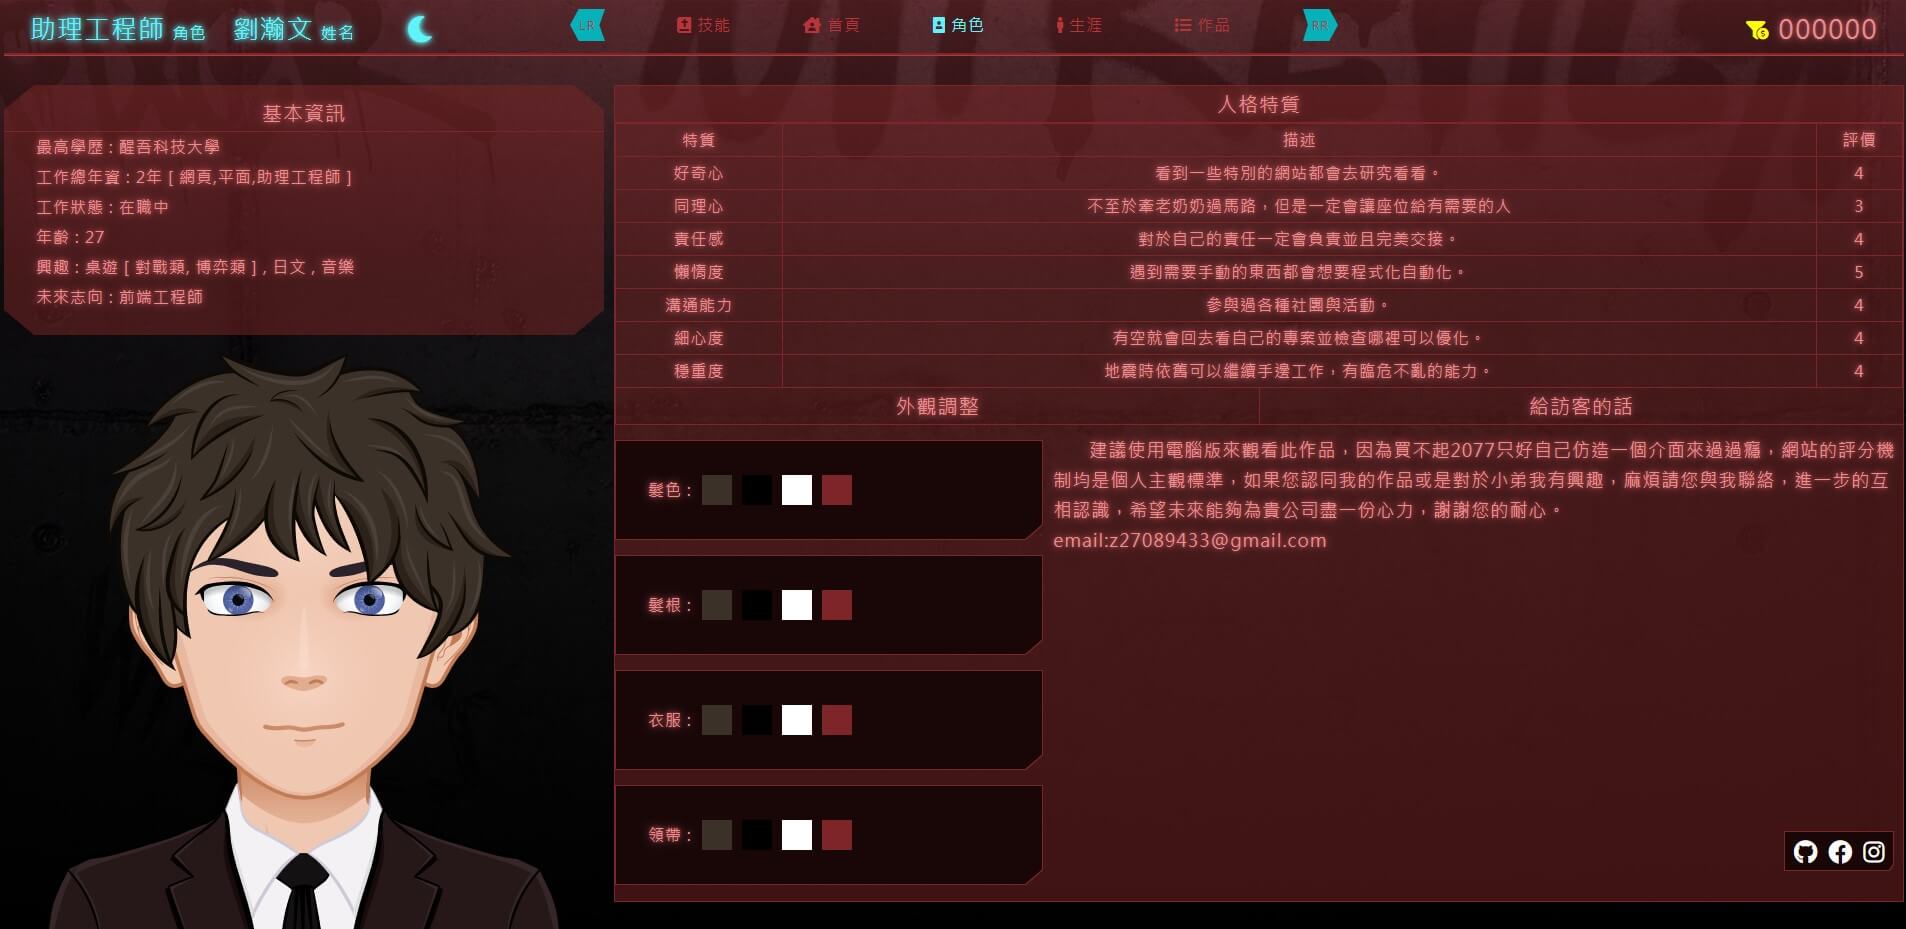 助理工程師 角色 劉瀚文 姓名
LR 技能 首頁 角色 生涯 作品 RR
000000
基本資訊
最高學歷 : 醒吾科技大學
工作總年資 : 2年 [ 網頁,平面,助理工程師 ]
工作狀態 : 在職中
年齡 : 27
興趣 : 桌遊 [ 對戰類, 博弈類 ] , 日文 , 音樂
未來志向 : 前端工程師
人格特質
特質 描述 評價
好奇心 看到一些特別的網站都會去研究看看。 4
同理心 不至於牽老奶奶過馬路，但是一定會讓座位給有需要的人 3
責任感 對於自己的責任一定會負責並且完美交接。 4
懶惰度 遇到需要手動的東西都會想要程式化自動化。 5
溝通能力 參與過各種社團與活動。 4
細心度 有空就會回去看自己的專案並檢查哪裡可以優化。 4
穩重度 地震時依舊可以繼續手邊工作，有臨危不亂的能力。 4
外觀調整
髮色 :
髮根 :
衣服 :
領帶 :
給訪客的話
建議使用電腦版來觀看此作品，因為買不起2077只好自己仿造一個介面來過過癮，網站的評分機
制均是個人主觀標準，如果您認同我的作品或是對於小弟我有興趣，麻煩請您與我聯絡，進一步的互
相認識，希望未來能夠為貴公司盡一份心力，謝謝您的耐心。
email:z27089433@gmail.com